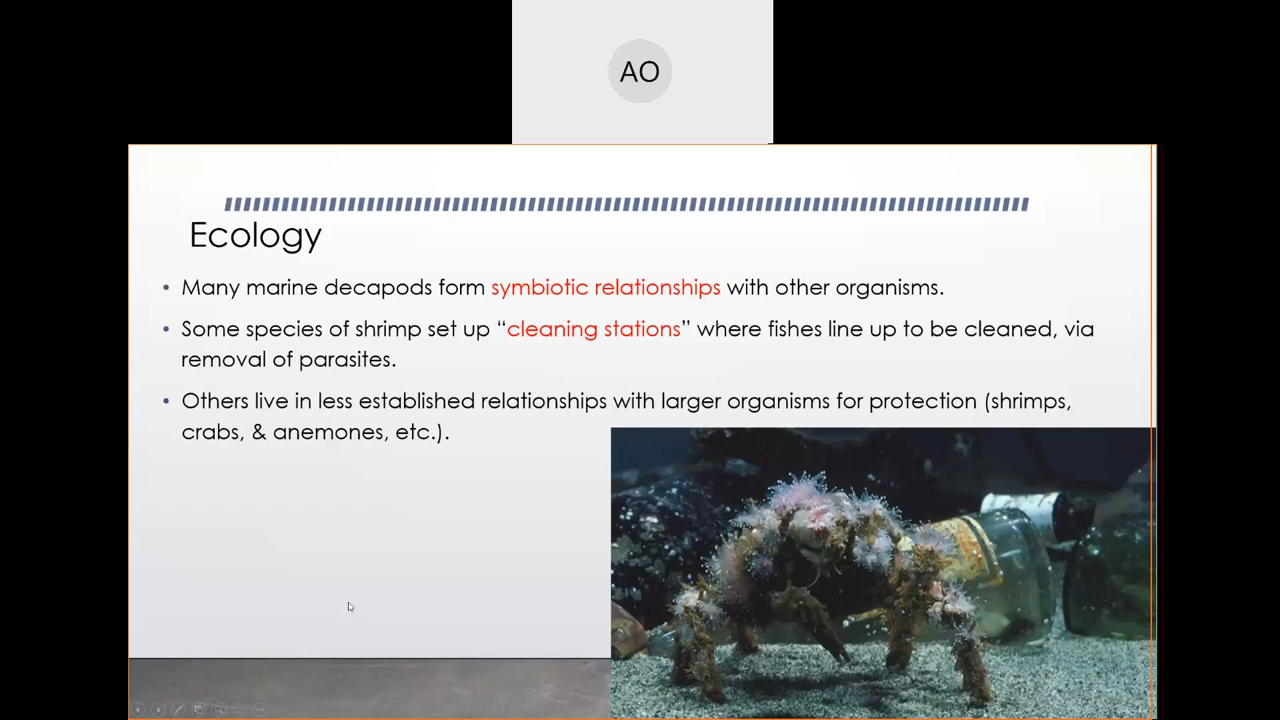 AO
Ecology
• Many marine decapods form symbiotic relationships with other organisms.
• Some species of shrimp set up “cleaning stations” where fishes line up to be cleaned, via
removal of parasites.
• Others live in less established relationships with larger organisms for protection (shrimps,
crabs, & anemones, etc.).